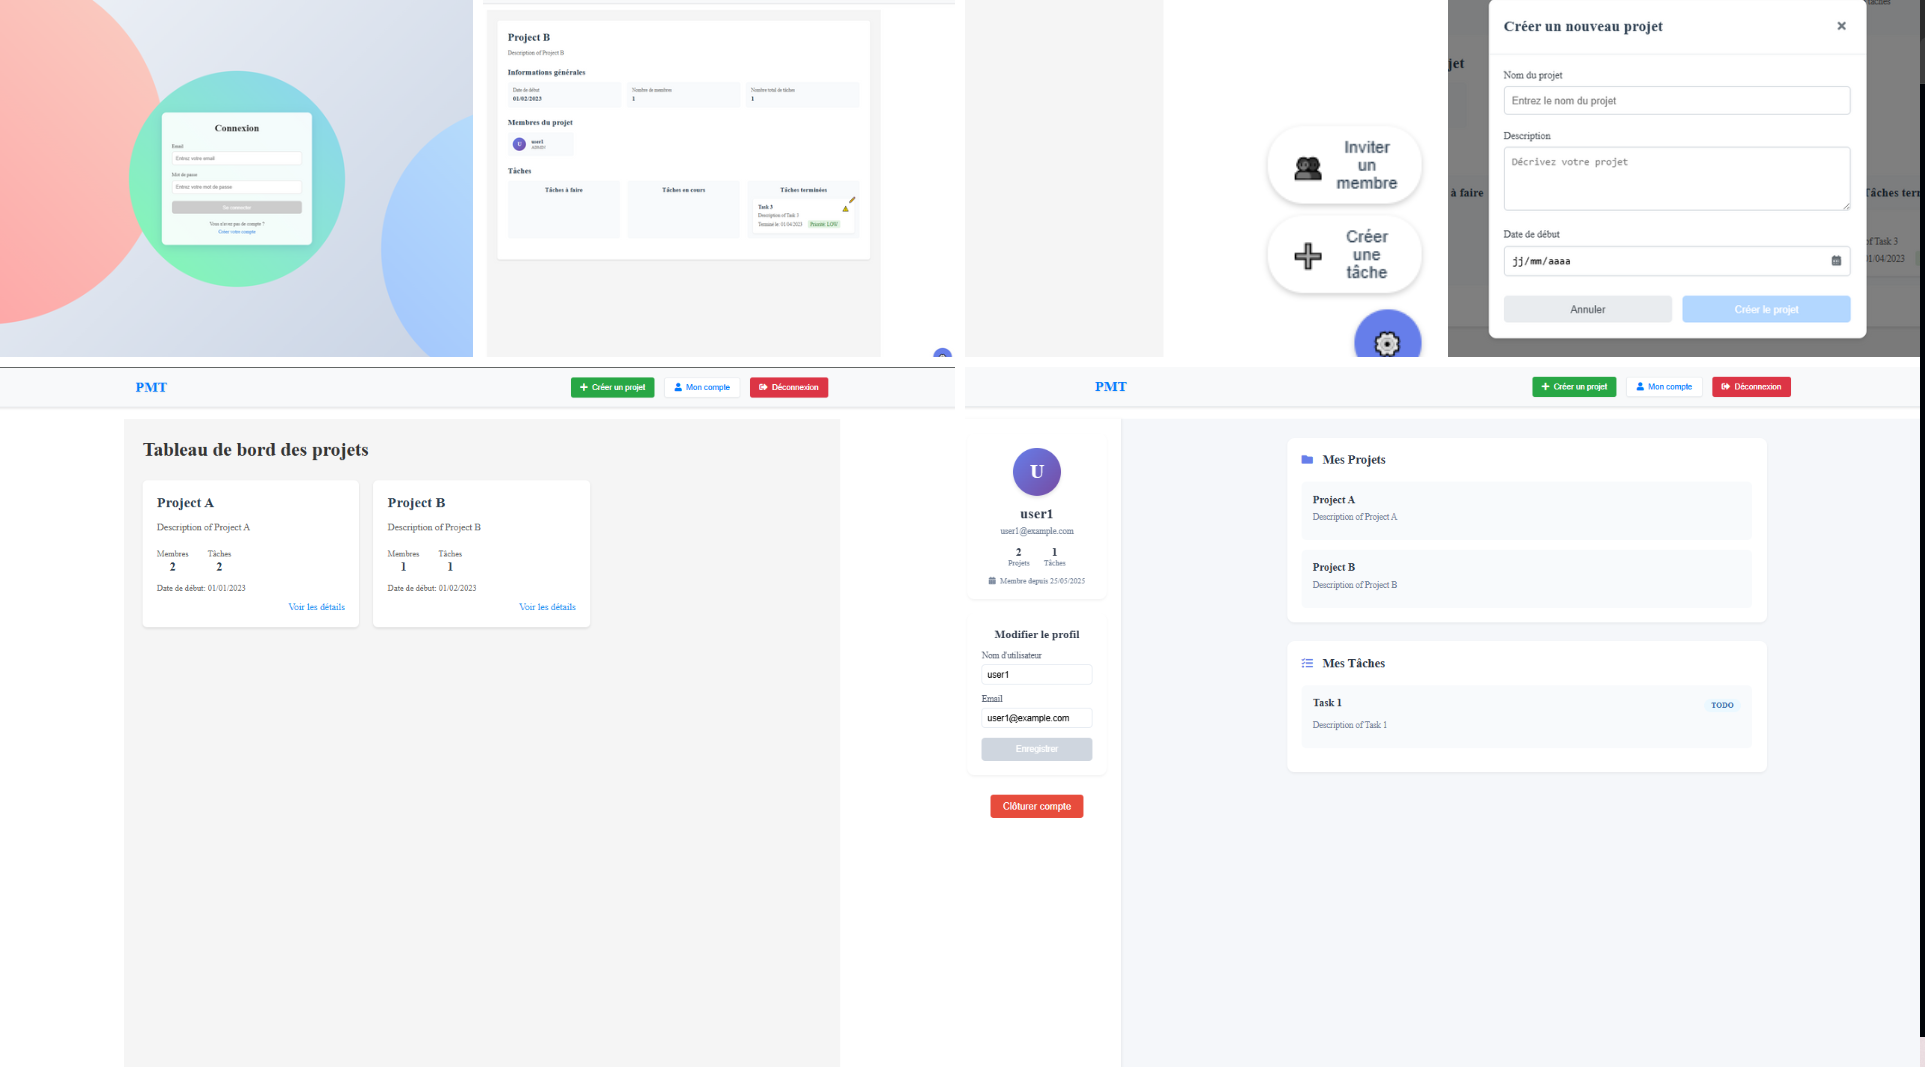 Connexion
Email
Entrez votre email
Mot de passe
Entrez votre mot de passe
Se connecter
Vous n'avez pas de compte ?
Créer votre compte
Project B
Description of Project B
Informations générales
Date de début
01/02/2023
Nombre de membres
1
Nombre total de tâches
1
Membres du projet
U
user1
ADMIN
Tâches
Tâches à faire
Tâches en cours
Tâches terminées
Task 3
Description of Task 3
Terminé le: 01/04/2023 Priorité: LOW
Inviter
un
membre
Créer
une
tâche
Créer un nouveau projet
Nom du projet
Entrez le nom du projet
Description
Décrivez votre projet
Date de début
jj/mm/aaaa
Annuler
Créer le projet
jet
à faire
Tâches ter
of Task 3
01/04/2023
PMT
Créer un projet
Mon compte
Déconnexion
Tableau de bord des projets
Project A
Description of Project A
Membres Tâches
2 2
Date de début: 01/01/2023
Voir les détails
Project B
Description of Project B
Membres Tâches
1 1
Date de début: 01/02/2023
Voir les détails
PMT
Créer un projet
Mon compte
Déconnexion
U
user1
user1@example.com
2 1
Projets Tâches
Membre depuis 25/05/2025
Modifier le profil
Nom d'utilisateur
user1
Email
user1@example.com
Enregistrer
Clôturer compte
Mes Projets
Project A
Description of Project A
Project B
Description of Project B
Mes Tâches
Task 1
TODO
Description of Task 1